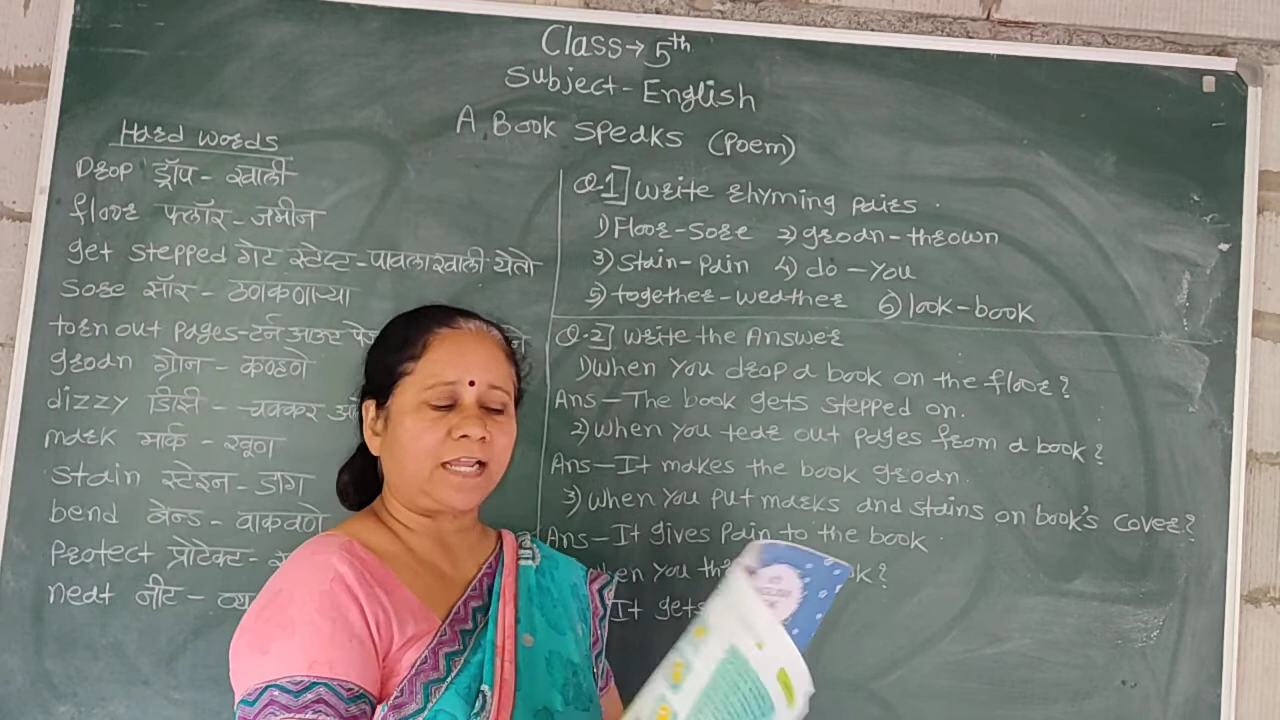 Class→5th
Subject-English
A Book Speaks (Poem)
Hard words
Drop ड्रॉप - खाली
floor फ्लॉर - जमीन
get stepped गेट स्टेप्ट - पावलाखाली येतो
sore सॉर - ठणकणाऱ्या
torn out pages - टर्न आऊट
groan ग्रोन - कण्हणे
dizzy डिझी - चक्कर
mark मार्क - खूण
stain स्टेइन - डाग
bend बेन्ड - वाकवणे
protect प्रोटेक्ट -
neat नीट -
Q.1] Write rhyming pairs.
1) Floor-sore 2) groan-thrown
3) stain-pain 4) do-you
5) together-weather 6) look-book
Q.2] Write the Answer
1) When you drop a book on the floor?
Ans-The book gets stepped on.
2) When you tear out pages from a book?
Ans-It makes the book groan.
3) When you put marks and stains on book's cover?
Ans-It gives pain to the book.
you
It gets